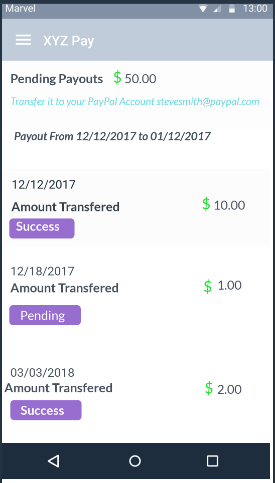 Marvel 13:00
XYZ Pay
Pending Payouts $ 50.00
Transfer it to your PayPal Account stevesmith@paypal.com
Payout From 12/12/2017 to 01/12/2017
12/12/2017
Amount Transfered $ 10.00
Success
12/18/2017
Amount Transfered $ 1.00
Pending
03/03/2018
Amount Transfered $ 2.00
Success